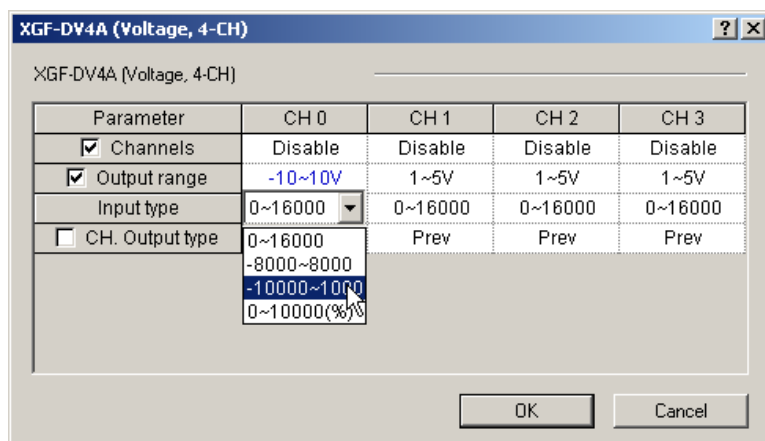 XGF-DV4A (Voltage, 4-CH)
XGF-DV4A (Voltage, 4-CH)
Parameter CH 0 CH 1 CH 2 CH 3
Channels Disable Disable Disable Disable
Output range -10~10V 1~5V 1~5V 1~5V
Input type 0~16000 0~16000 0~16000 0~16000
CH. Output type Prev Prev Prev
0~16000
-8000~8000
-10000~1000
0~10000(%)
OK Cancel